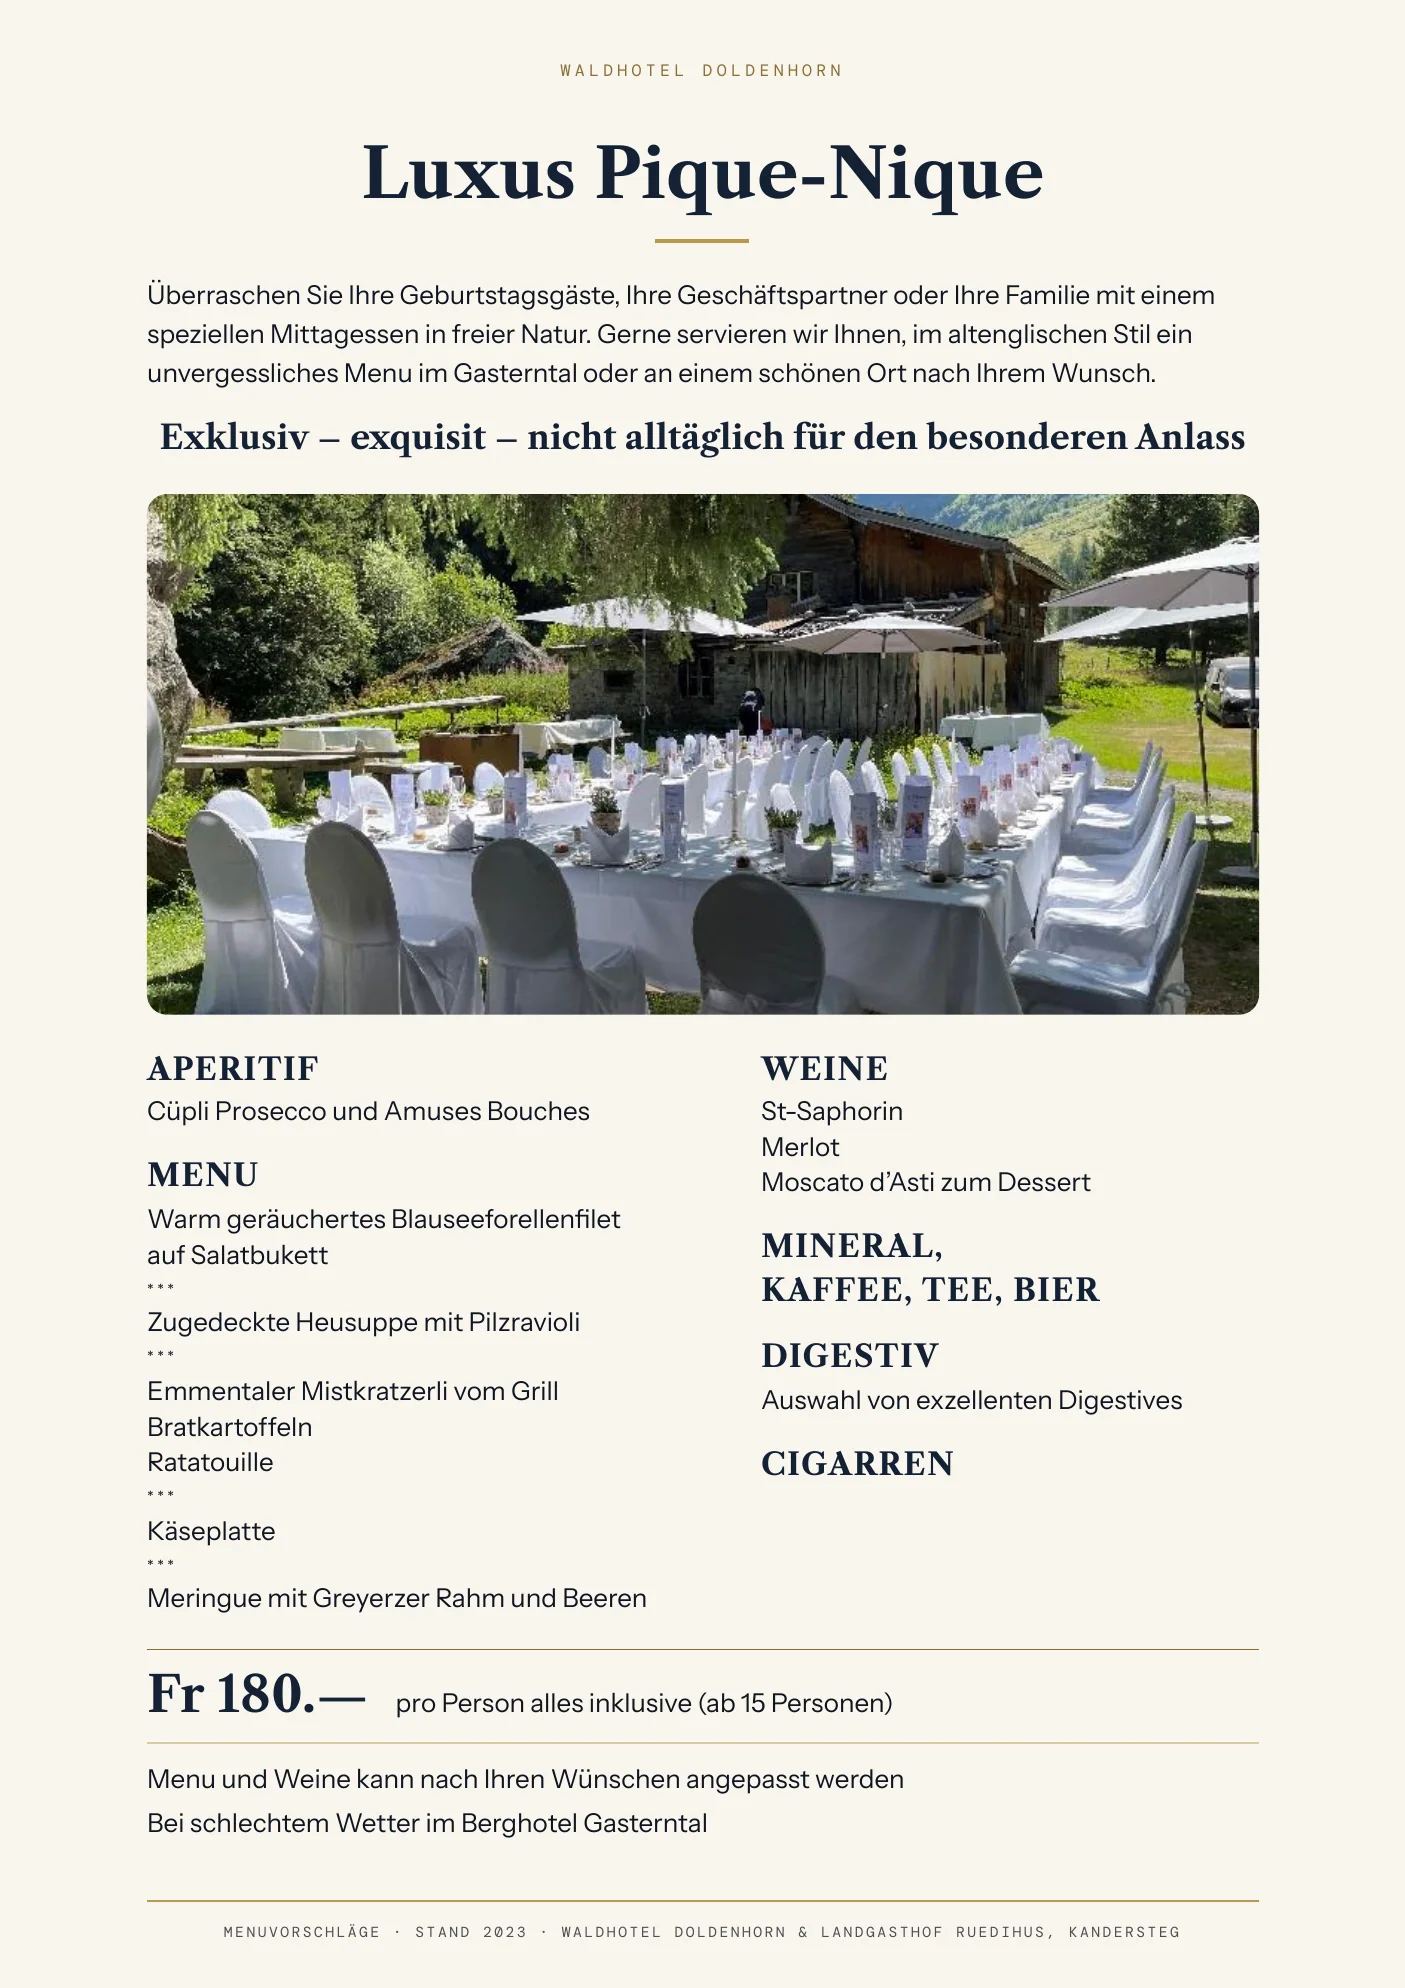 WALDHOTEL DOLDENHORN
Luxus Pique-Nique
Überraschen Sie Ihre Geburtstagsgäste, Ihre Geschäftspartner oder Ihre Familie mit einem
speziellen Mittagessen in freier Natur. Gerne servieren wir Ihnen, im altenglischen Stil ein
unvergessliches Menu im Gasterntal oder an einem schönen Ort nach Ihrem Wunsch.
Exklusiv – exquisit – nicht alltäglich für den besonderen Anlass
APERITIF
Cüpli Prosecco und Amuses Bouches
MENU
Warm geräuchertes Blauseeforellenfilet
auf Salatbukett
***
Zugedeckte Heusuppe mit Pilzravioli
***
Emmentaler Mistkratzerli vom Grill
Bratkartoffeln
Ratatouille
***
Käseplatte
***
Meringue mit Greyerzer Rahm und Beeren
WEINE
St-Saphorin
Merlot
Moscato d’Asti zum Dessert
MINERAL,
KAFFEE, TEE, BIER
DIGESTIV
Auswahl von exzellenten Digestives
CIGARREN
Fr 180.— pro Person alles inklusive (ab 15 Personen)
Menu und Weine kann nach Ihren Wünschen angepasst werden
Bei schlechtem Wetter im Berghotel Gasterntal
MENUVORSCHLÄGE · STAND 2023 · WALDHOTEL DOLDENHORN & LANDGASTHOF RUEDIHUS, KANDERSTEG